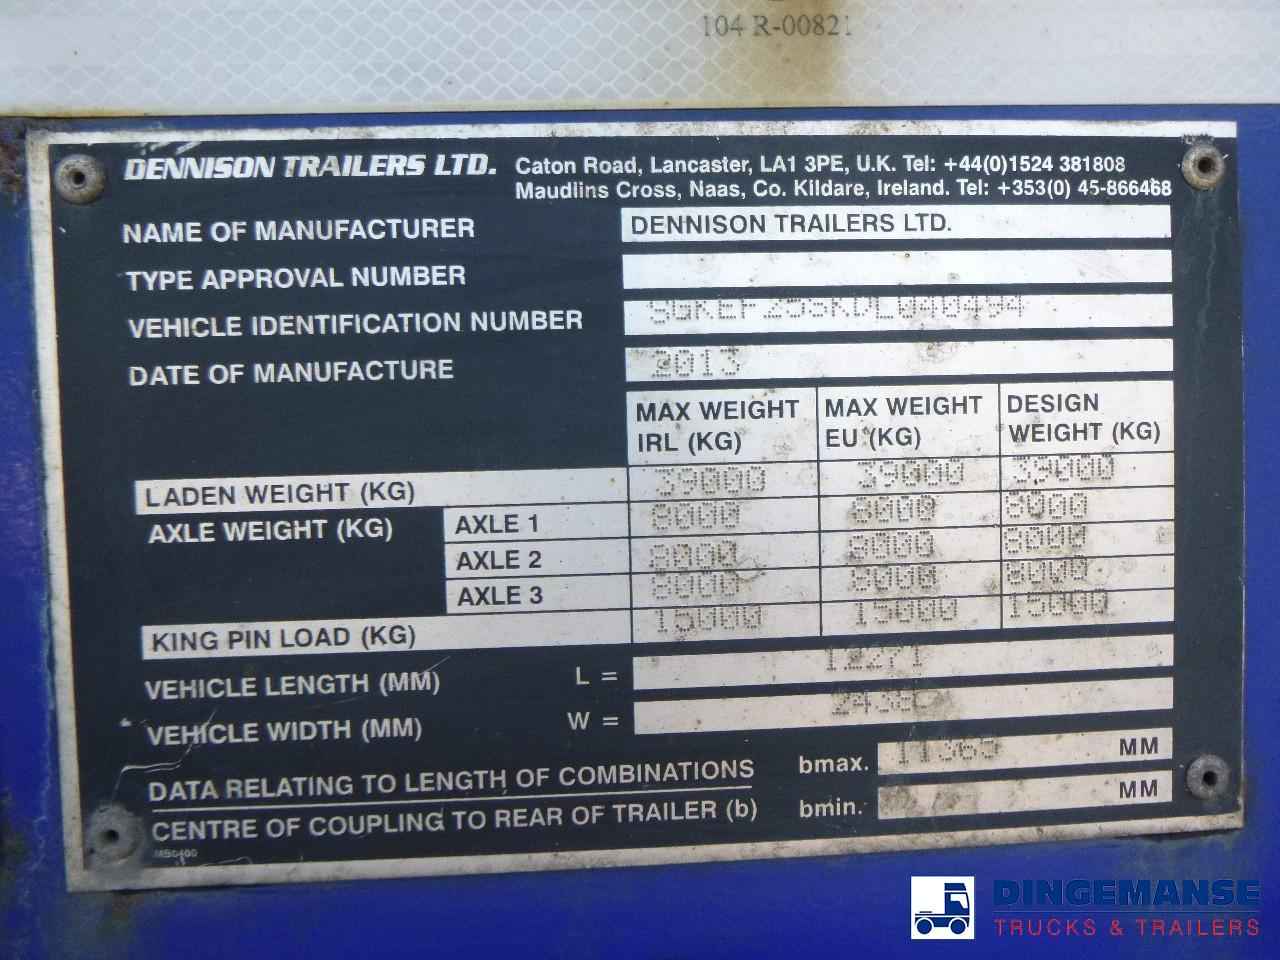 104 R-00821
DENNISON TRAILERS LTD. Caton Road, Lancaster, LA1 3PE, U.K. Tel: +44(0)1524 381808
Maudlins Cross, Naas, Co. Kildare, Ireland. Tel: +353(0) 45-866468
NAME OF MANUFACTURER DENNISON TRAILERS LTD.
TYPE APPROVAL NUMBER
VEHICLE IDENTIFICATION NUMBER
DATE OF MANUFACTURE 2013
MAX WEIGHT IRL (KG) MAX WEIGHT EU (KG) DESIGN WEIGHT (KG)
LADEN WEIGHT (KG) 39000 39000 39000
AXLE WEIGHT (KG) AXLE 1 8000 8000 8000
AXLE 2 8000 8000 8000
AXLE 3 8000 8000 8000
KING PIN LOAD (KG) 15000 15000 15000
VEHICLE LENGTH (MM) L = 12271
VEHICLE WIDTH (MM) W = 2438
DATA RELATING TO LENGTH OF COMBINATIONS bmax. 11365 MM
CENTRE OF COUPLING TO REAR OF TRAILER (b) bmin. MM
DINGEMANSE
TRUCKS & TRAILERS